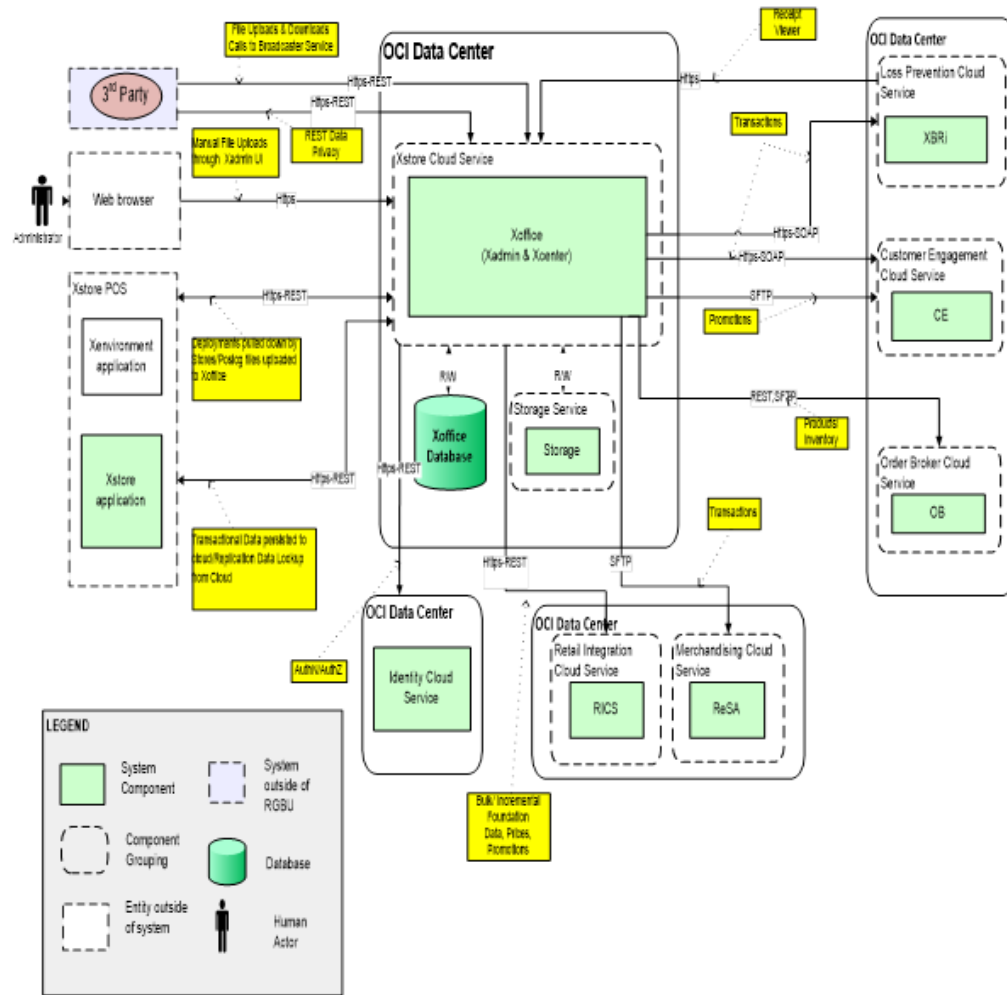 File Uploads & Downloads
Calls to Broadcaster Service
Receipt
Viewer
OCI Data Center
OCI Data Center
3rd Party
Https-REST
Https-REST
REST Data
Privacy
Manual File Uploads
through Xadmin UI
Https
Loss Prevention Cloud
Service
XBRi
Transactions
Web browser
Administrator
Https
Xstore Cloud Service
Xoffice
(Xadmin & Xcenter)
Https-SOAP
Https-SOAP
SFTP
Customer Engagement
Cloud Service
CE
Promotions
Xstore POS
Xenvironment
application
Https-REST
Deployments pulled down by
Stores/Poslog files uploaded
to Xoffice
Xstore
application
Https-REST
Transactional Data persisted to
cloud/Replication Data Lookup
from Cloud
R/W
R/W
Xoffice
Database
Storage Service
Storage
REST,SFTP
Products/
Inventory
Order Broker Cloud
Service
OB
Https-REST
Https-REST
SFTP
Transactions
AuthN/AuthZ
OCI Data Center
Identity Cloud
Service
OCI Data Center
Retail Integration
Cloud Service
RICS
Merchandising Cloud
Service
ReSA
Bulk/ Incremental
Foundation
Data, Prices,
Promotions
LEGEND
System
Component
System
outside of
RGBU
Component
Grouping
Database
Entity outside
of system
Human
Actor